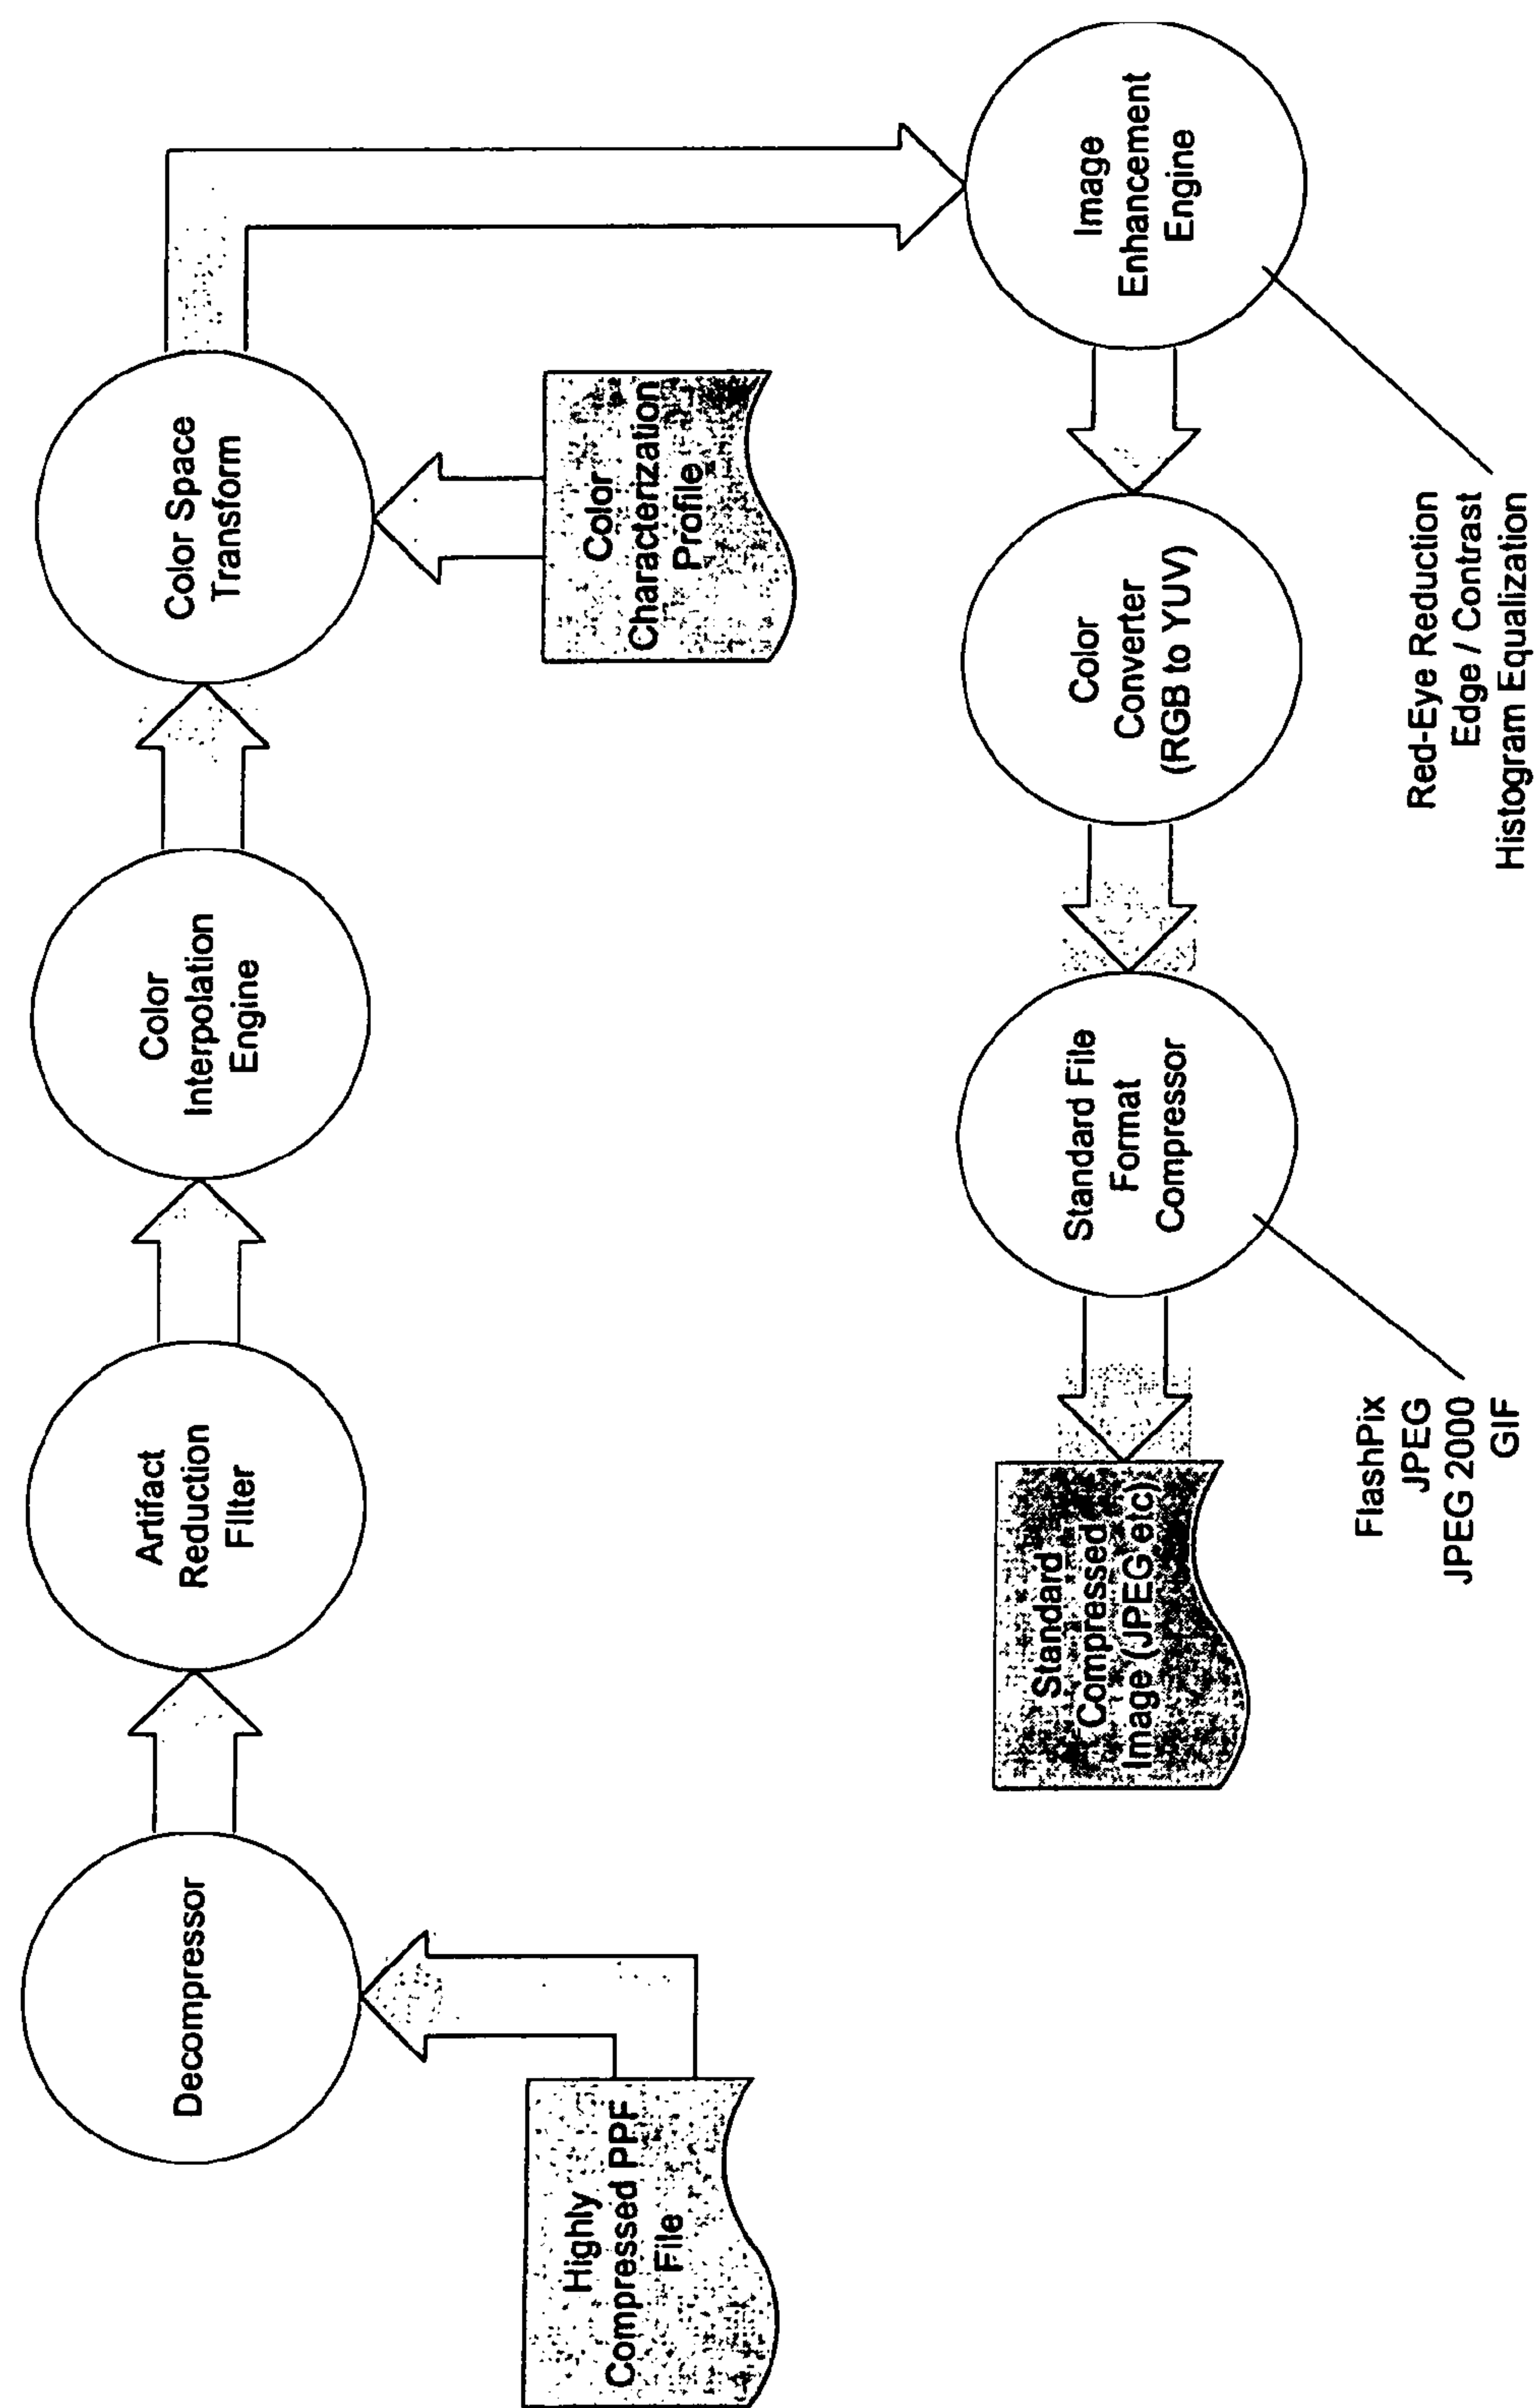 Highly
Compressed PPF
File
Decompressor
Artifact
Reduction
Filter
Color
Interpolation
Engine
Color Space
Transform
Color
Characterization
Profile
Image
Enhancement
Engine
Red-Eye Reduction
Edge / Contrast
Histogram Equalization
Color
Converter
(RGB to YUV)
Standard File
Format
Compressor
FlashPix
JPEG
JPEG 2000
GIF
Standard
Compressed
Image (JPEG etc)